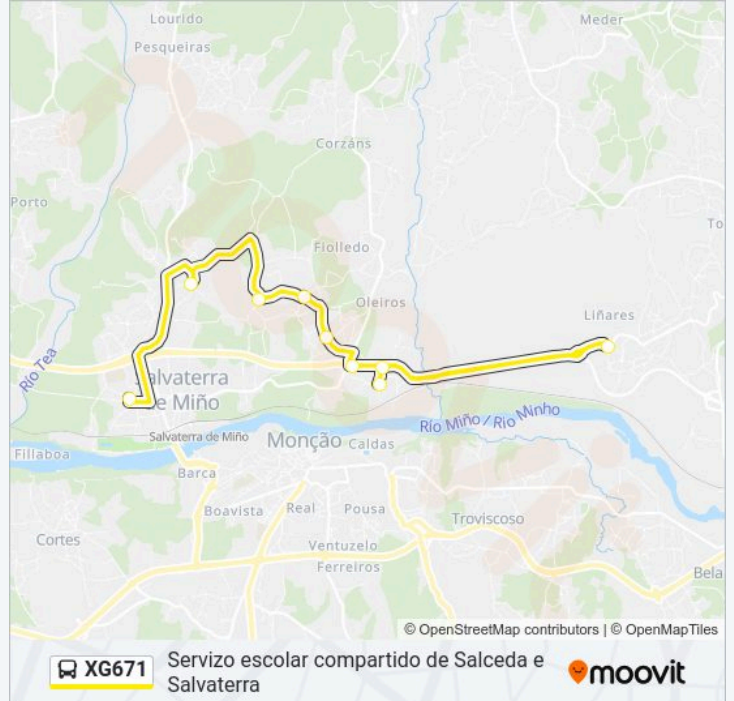 Lourido
Pesqueiras
Meder
Corzáns
Porto
To
Fiolledo
Oleiros
Liñares
Río Tea
Salvaterra
de Miño
Río Miño / Rio Minho
Salvaterra de Miño
Monção
Caldas
Fillaboa
Barca
Boavista
Real
Pousa
Troviscoso
Cortes
Ventuzelo
Ferreiros
Bela
© OpenStreetMap contributors | © OpenMapTiles
XG671
Servizo escolar compartido de Salceda e
Salvaterra
moovit